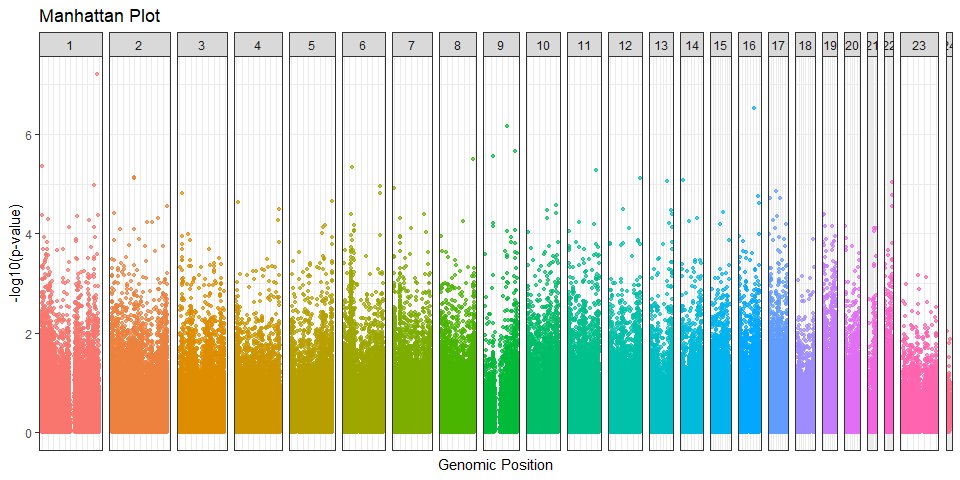 Manhattan Plot
1 2 3 4 5 6 7 8 9 10 11 12 13 14 15 16 17 18 19 20 21 22 23 24
6
4
2
0
-log10(p-value)
Genomic Position